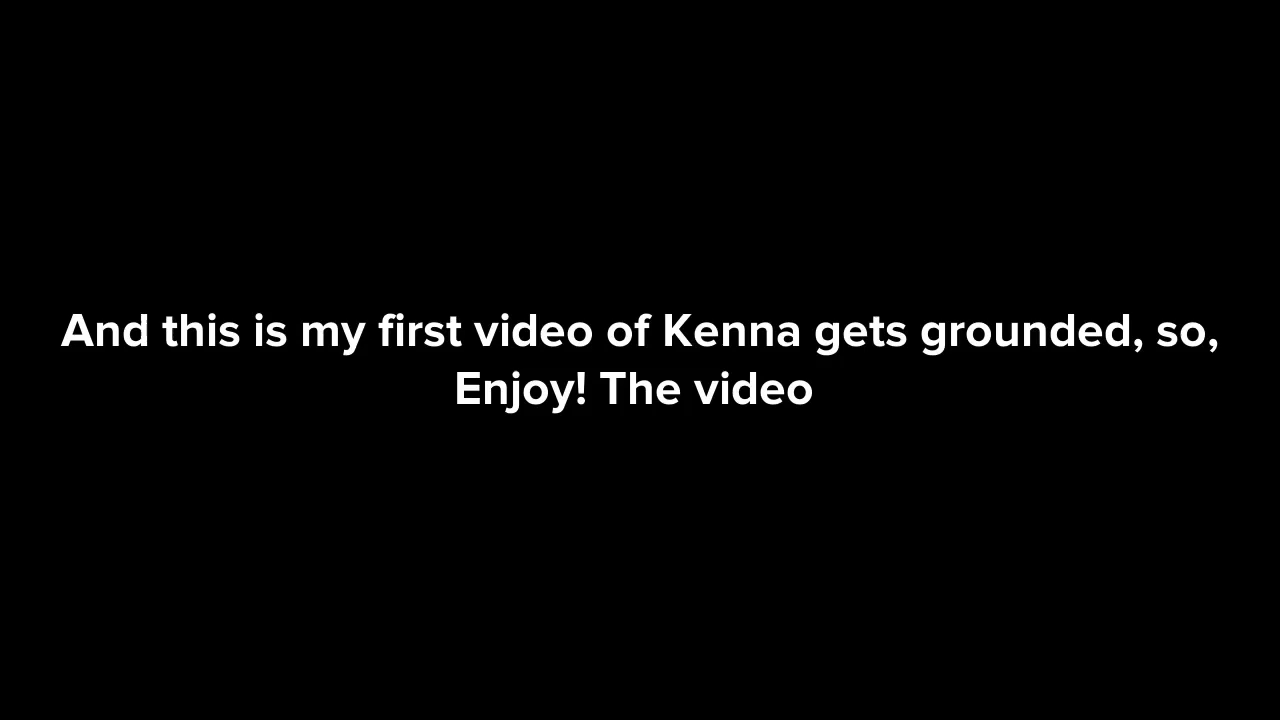 And this is my first video of Kenna gets grounded, so,
Enjoy! The video